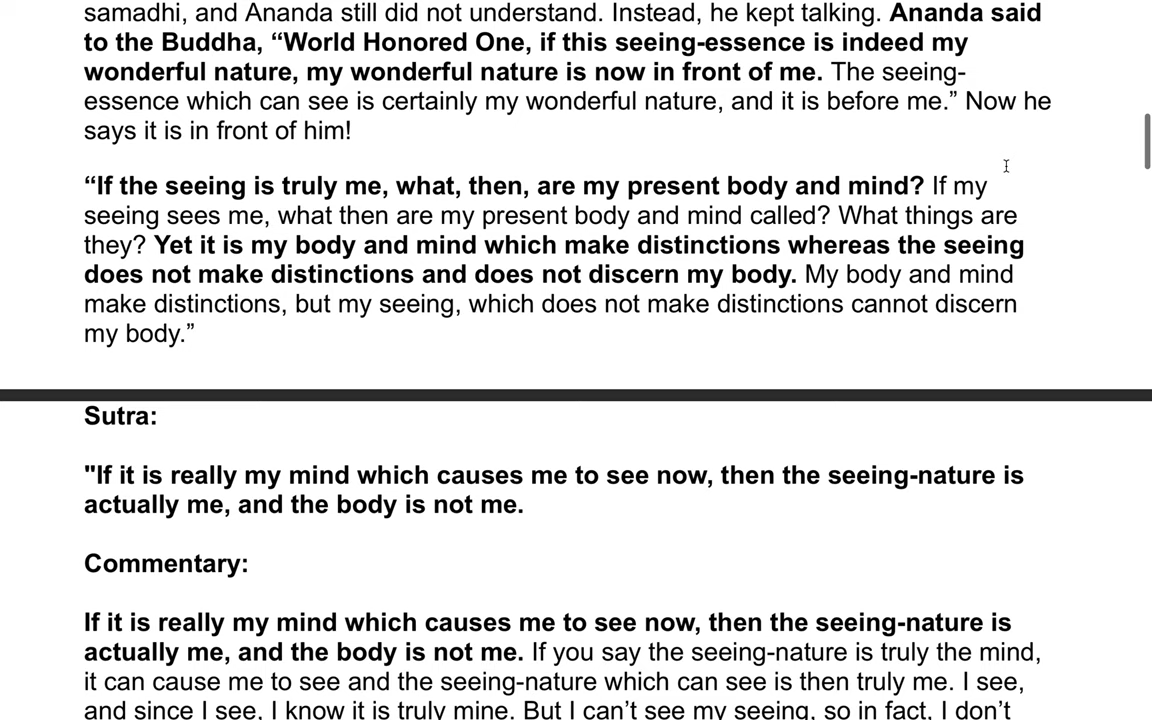 samadhi, and Ananda still did not understand. Instead, he kept talking. Ananda said
to the Buddha, “World Honored One, if this seeing-essence is indeed my
wonderful nature, my wonderful nature is now in front of me. The seeing-
essence which can see is certainly my wonderful nature, and it is before me.” Now he
says it is in front of him!
“If the seeing is truly me, what, then, are my present body and mind? If my
seeing sees me, what then are my present body and mind called? What things are
they? Yet it is my body and mind which make distinctions whereas the seeing
does not make distinctions and does not discern my body. My body and mind
make distinctions, but my seeing, which does not make distinctions cannot discern
my body.”
Sutra:
"If it is really my mind which causes me to see now, then the seeing-nature is
actually me, and the body is not me.
Commentary:
If it is really my mind which causes me to see now, then the seeing-nature is
actually me, and the body is not me. If you say the seeing-nature is truly the mind,
it can cause me to see and the seeing-nature which can see is then truly me. I see,
and since I see, I know it is truly mine. But I can’t see my seeing, so in fact, I don’t